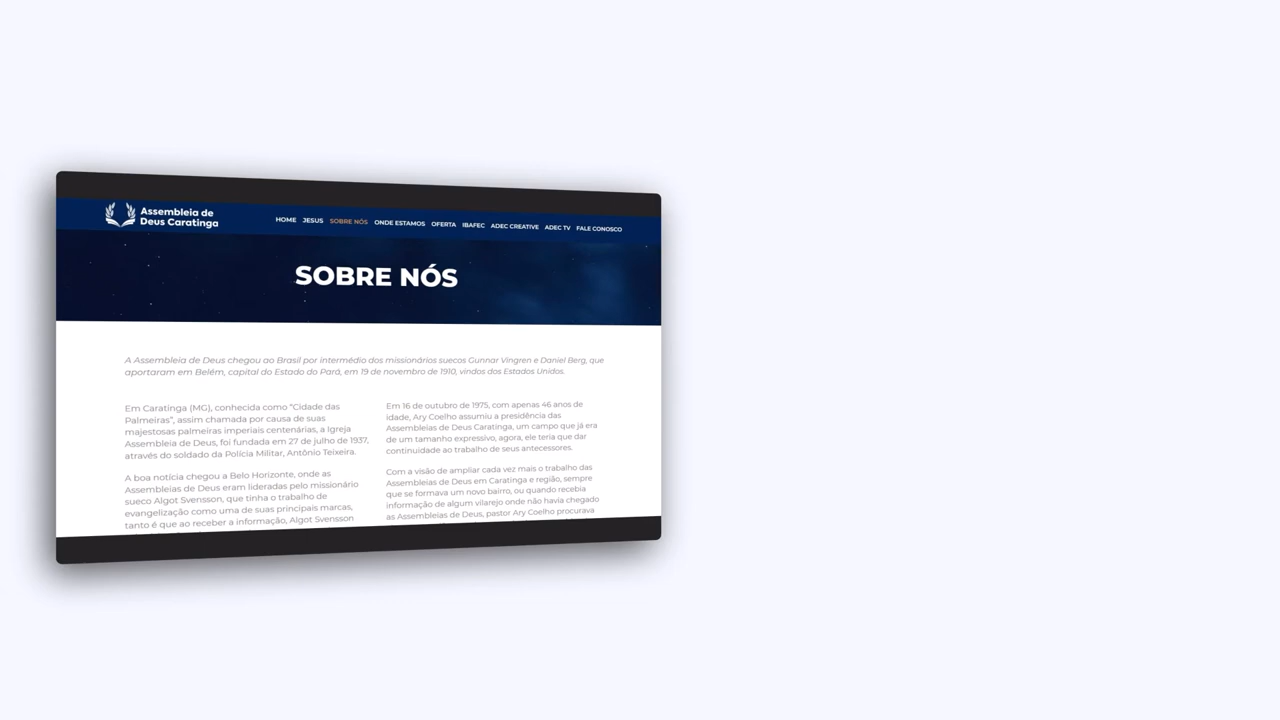 Assembleia de
Deus Caratinga
HOME JESUS SOBRE NÓS ONDE ESTAMOS OFERTA IBAFEC ADEC CREATIVE ADEC TV FALE CONOSCO
SOBRE NÓS
A Assembleia de Deus chegou ao Brasil por intermédio dos missionários suecos Gunnar Vingren e Daniel Berg, que
aportaram em Belém, capital do Estado do Pará, em 19 de novembro de 1910, vindos dos Estados Unidos.
Em Caratinga (MG), conhecida como “Cidade das
Palmeiras”, assim chamada por causa de suas
majestosas palmeiras imperiais centenárias, a Igreja
Assembleia de Deus, foi fundada em 27 de julho de 1937,
através do soldado da Polícia Militar, Antônio Teixeira.
A boa notícia chegou a Belo Horizonte, onde as
Assembleias de Deus eram lideradas pelo missionário
sueco Algot Svensson, que tinha o trabalho de
evangelização como uma de suas principais marcas,
tanto é que ao receber a informação, Algot Svensson
Em 16 de outubro de 1975, com apenas 46 anos de
idade, Ary Coelho assumiu a presidência das
Assembleias de Deus Caratinga, um campo que já era
de um tamanho expressivo, agora, ele teria que dar
continuidade ao trabalho de seus antecessores.
Com a visão de ampliar cada vez mais o trabalho das
Assembleias de Deus em Caratinga e região, sempre
que se formava um novo bairro, ou quando recebia
informação de algum vilarejo onde não havia chegado
as Assembleias de Deus, pastor Ary Coelho procurava